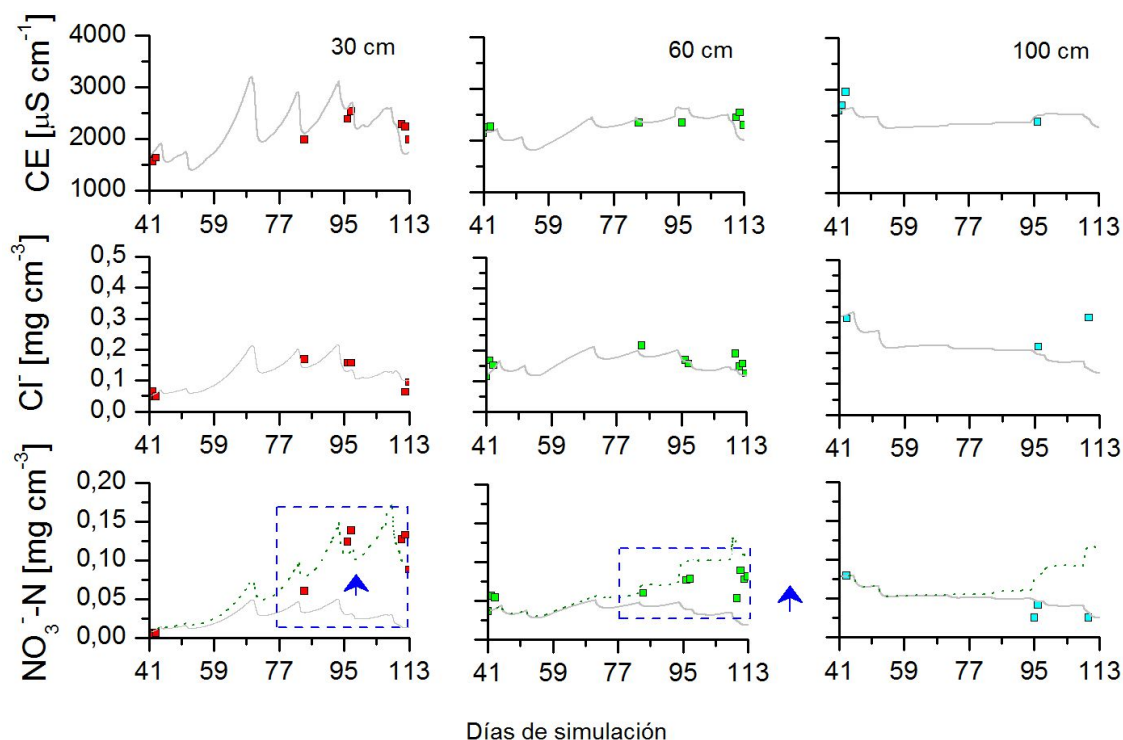 30 cm
60 cm
100 cm
CE [µS cm⁻¹]
4000
3000
2000
1000
41 59 77 95 113
41 59 77 95 113
41 59 77 95 113
Cl⁻ [mg cm⁻³]
0,5
0,4
0,3
0,2
0,1
0,0
41 59 77 95 113
41 59 77 95 113
41 59 77 95 113
NO₃⁻-N [mg cm⁻³]
0,20
0,15
0,10
0,05
0,00
41 59 77 95 113
41 59 77 95 113
41 59 77 95 113
Días de simulación